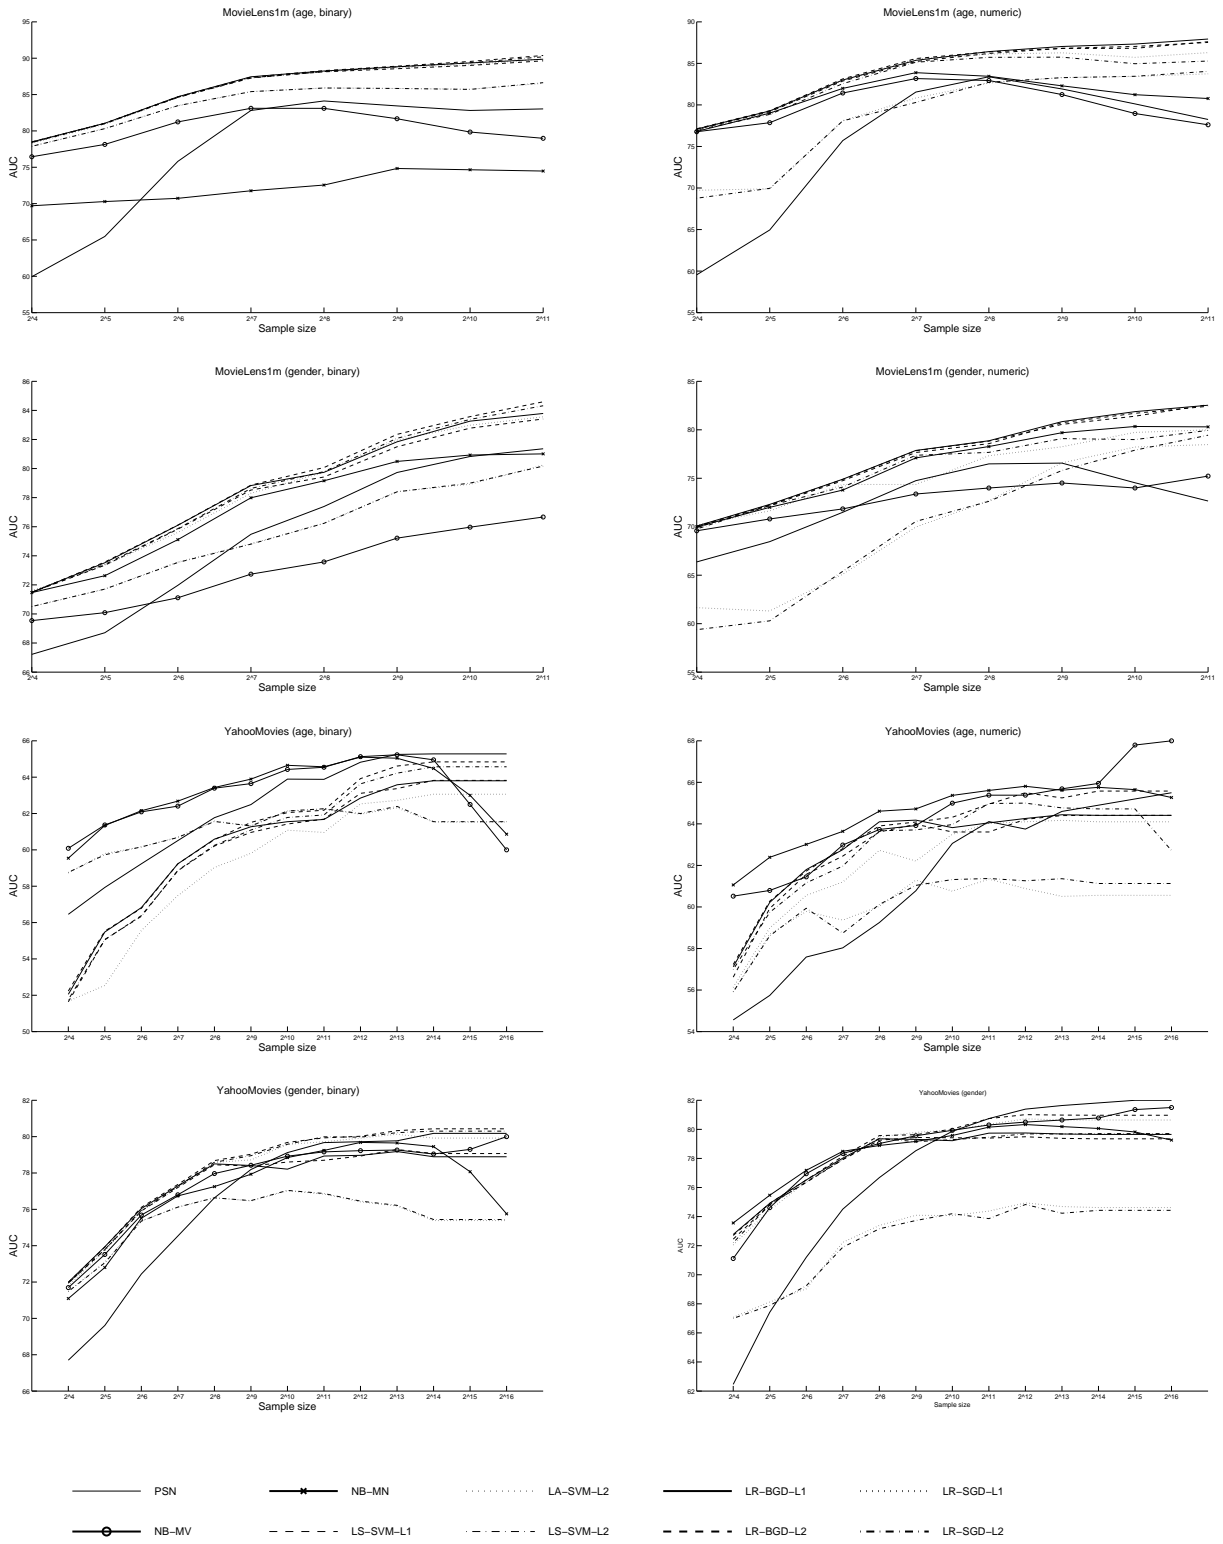 MovieLens1m (age, binary)
95
90
85
80
75
70
65
60
55
AUC
2^4 2^5 2^6 2^7 2^8 2^9 2^10 2^11
Sample size
MovieLens1m (age, numeric)
90
85
80
75
70
65
60
55
AUC
2^4 2^5 2^6 2^7 2^8 2^9 2^10 2^11
Sample size
MovieLens1m (gender, binary)
86
84
82
80
78
76
74
72
70
68
66
AUC
2^4 2^5 2^6 2^7 2^8 2^9 2^10 2^11
Sample size
MovieLens1m (gender, numeric)
85
80
75
70
65
60
55
AUC
2^4 2^5 2^6 2^7 2^8 2^9 2^10 2^11
Sample size
YahooMovies (age, binary)
66
64
62
60
58
56
54
52
50
AUC
2^4 2^5 2^6 2^7 2^8 2^9 2^10 2^11 2^12 2^13 2^14 2^15 2^16
Sample size
YahooMovies (age, numeric)
68
66
64
62
60
58
56
54
AUC
2^4 2^5 2^6 2^7 2^8 2^9 2^10 2^11 2^12 2^13 2^14 2^15 2^16
Sample size
YahooMovies (gender, binary)
82
80
78
76
74
72
70
68
66
AUC
2^4 2^5 2^6 2^7 2^8 2^9 2^10 2^11 2^12 2^13 2^14 2^15 2^16
Sample size
YahooMovies (gender)
82
80
78
76
74
72
70
68
66
64
62
AUC
2^4 2^5 2^6 2^7 2^8 2^9 2^10 2^11 2^12 2^13 2^14 2^15 2^16
Sample size
PSN NB−MN LA−SVM−L2 LR−BGD−L1 LR−SGD−L1
NB−MV LS−SVM−L1 LS−SVM−L2 LR−BGD−L2 LR−SGD−L2